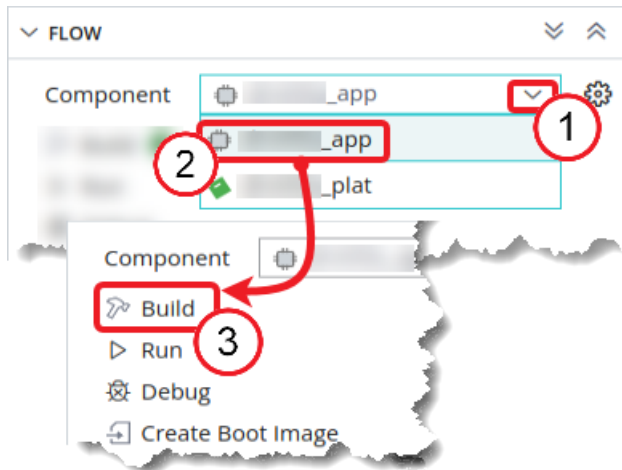 FLOW
Component _app
1
2 _app
_plat
Component
Build
3
Run
Debug
Create Boot Image